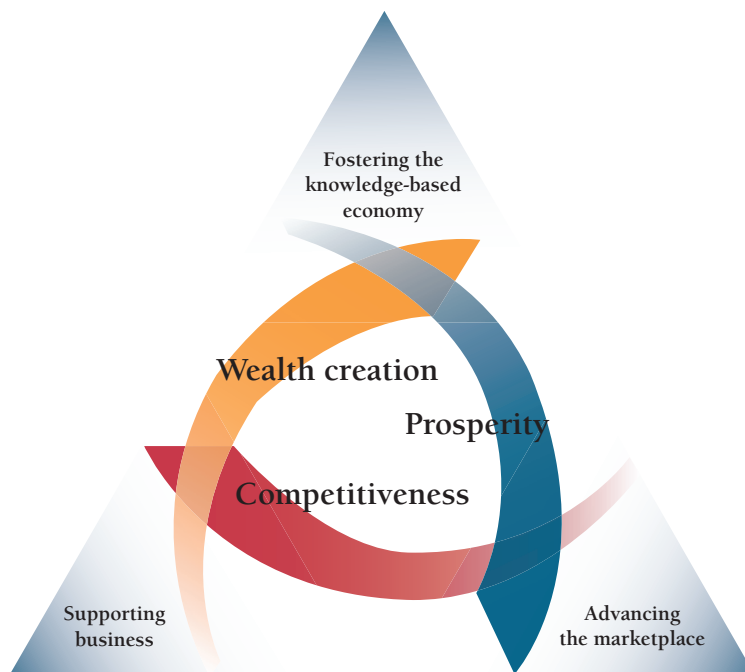 Fostering the
knowledge-based
economy
Wealth creation
Prosperity
Competitiveness
Supporting
business
Advancing
the marketplace